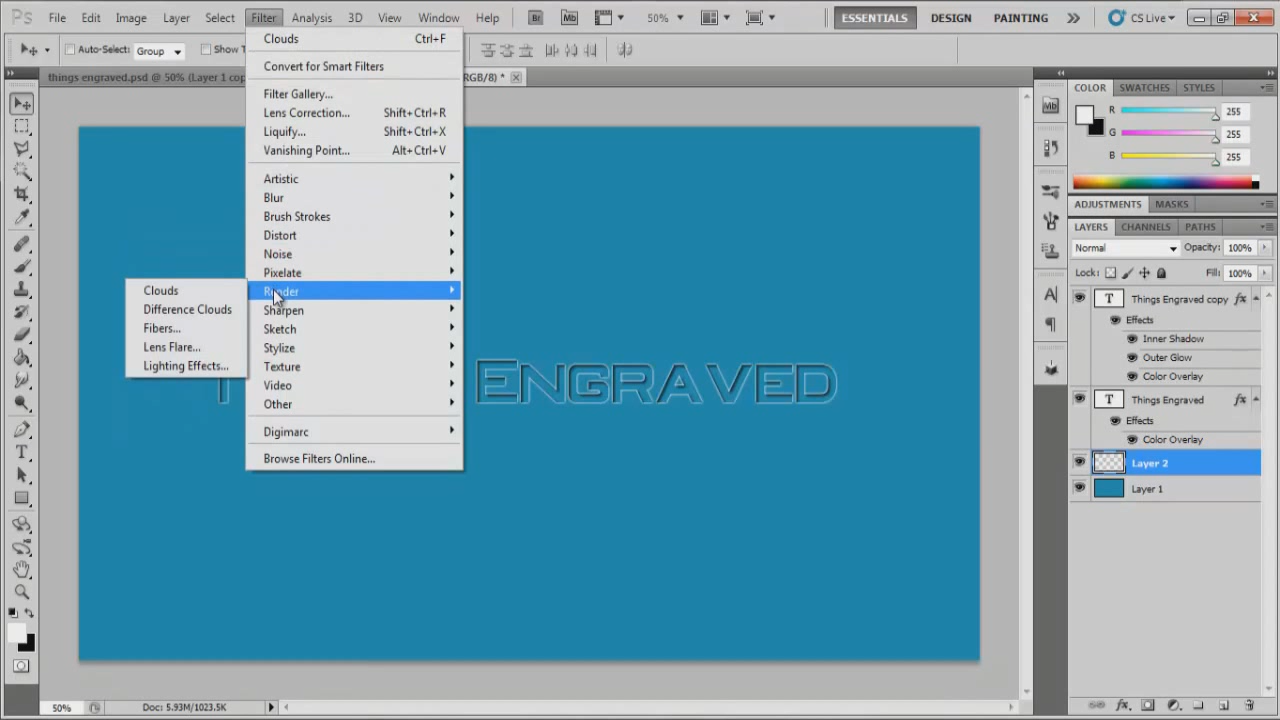 Ps File Edit Image Layer Select Filter Analysis 3D View Window Help Br Mb 50% ESSENTIALS DESIGN PAINTING CS Live
Auto-Select: Group Show T
things engraved.psd @ 50% (Layer 1 cop RGB/8) *
Clouds Ctrl+F
Convert for Smart Filters
Filter Gallery...
Lens Correction... Shift+Ctrl+R
Liquify... Shift+Ctrl+X
Vanishing Point... Alt+Ctrl+V
Artistic
Blur
Brush Strokes
Distort
Noise
Pixelate
Render
Sharpen
Sketch
Stylize
Texture
Video
Other
Digimarc
Browse Filters Online...
Clouds
Difference Clouds
Fibers...
Lens Flare...
Lighting Effects...
T ENGRAVED
Mb
COLOR SWATCHES STYLES
R 255
G 255
B 255
ADJUSTMENTS MASKS
LAYERS CHANNELS PATHS
Normal Opacity: 100%
Lock: Fill: 100%
T Things Engraved copy fx
Effects
Inner Shadow
Outer Glow
Color Overlay
T Things Engraved fx
Effects
Color Overlay
Layer 2
Layer 1
50% Doc: 5.93M/1023.5K